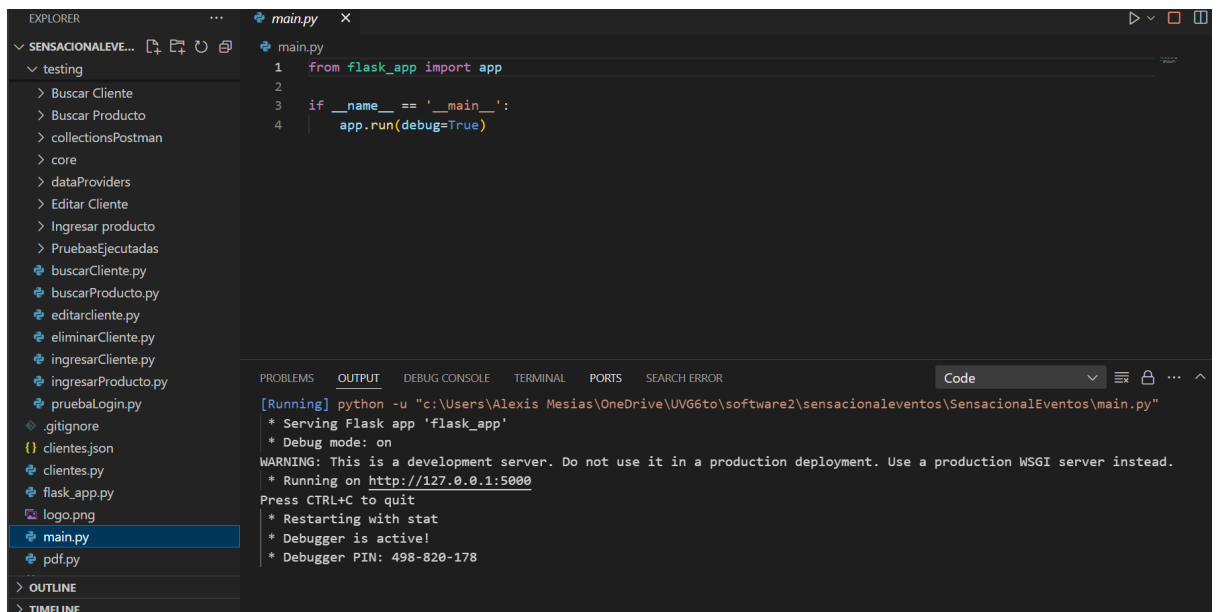 EXPLORER
SENSACIONALEVE...
testing
Buscar Cliente
Buscar Producto
collectionsPostman
core
dataProviders
Editar Cliente
Ingresar producto
PruebasEjecutadas
buscarCliente.py
buscarProducto.py
editarcliente.py
eliminarCliente.py
ingresarCliente.py
ingresarProducto.py
pruebaLogin.py
.gitignore
{} clientes.json
clientes.py
flask_app.py
logo.png
main.py
pdf.py
OUTLINE
TIMELINE
main.py
main.py
1 from flask_app import app
2
3 if __name__ == '__main__':
4 app.run(debug=True)
PROBLEMS OUTPUT DEBUG CONSOLE TERMINAL PORTS SEARCH ERROR Code
[Running] python -u "c:\Users\Alexis Mesias\OneDrive\UVG6to\software2\sensacionaleventos\SensacionalEventos\main.py"
* Serving Flask app 'flask_app'
* Debug mode: on
WARNING: This is a development server. Do not use it in a production deployment. Use a production WSGI server instead.
* Running on http://127.0.0.1:5000
Press CTRL+C to quit
* Restarting with stat
* Debugger is active!
* Debugger PIN: 498-820-178